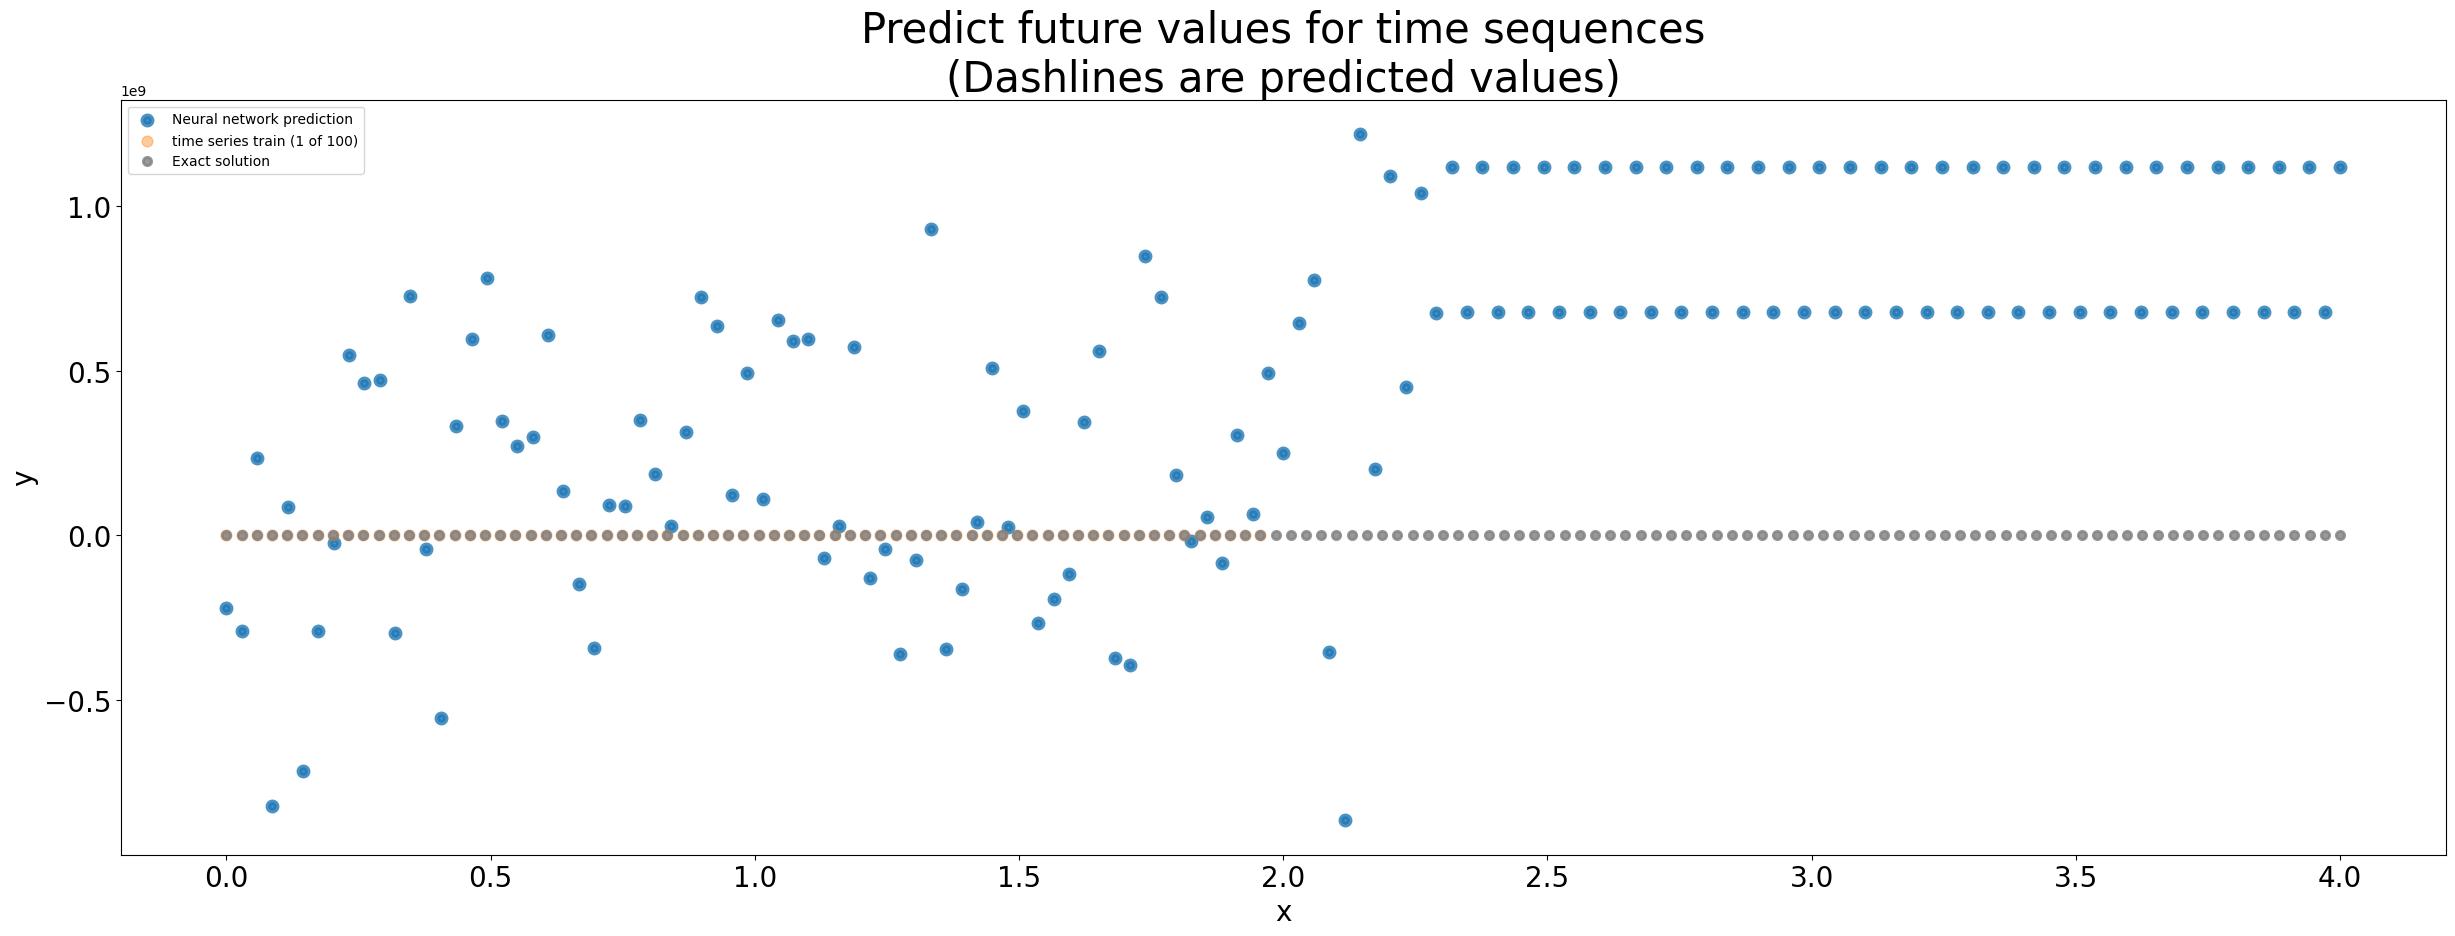 Predict future values for time sequences
(Dashlines are predicted values)
1e9
Neural network prediction
time series train (1 of 100)
Exact solution
1.0
0.5
0.0
−0.5
y
0.0 0.5 1.0 1.5 2.0 2.5 3.0 3.5 4.0
x